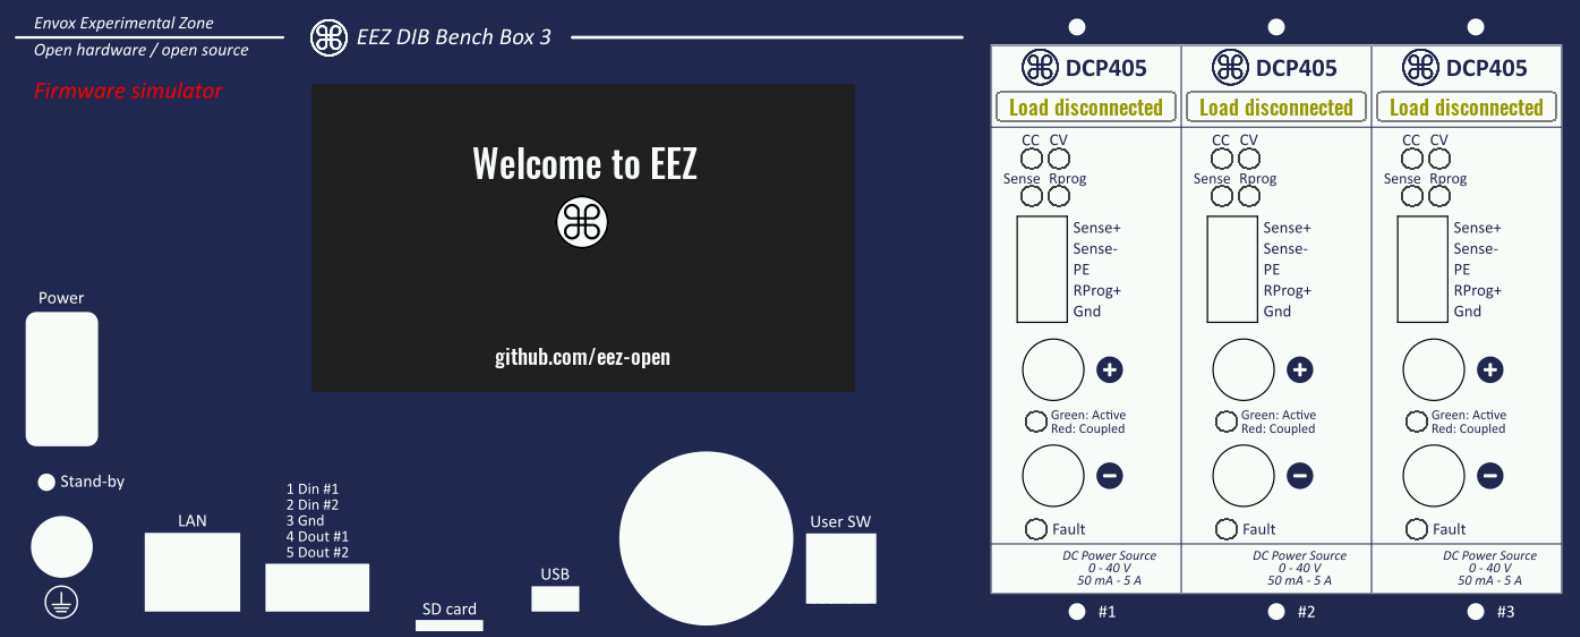 Envox Experimental Zone
Open hardware / open source
Firmware simulator
EEZ DIB Bench Box 3
Welcome to EEZ
github.com/eez-open
Power
Stand-by
LAN
1 Din #1
2 Din #2
3 Gnd
4 Dout #1
5 Dout #2
SD card
USB
User SW
DCP405
Load disconnected
CC CV
Sense Rprog
Sense+
Sense-
PE
RProg+
Gnd
Green: Active
Red: Coupled
Fault
DC Power Source
0 - 40 V
50 mA - 5 A
#1
DCP405
Load disconnected
CC CV
Sense Rprog
Sense+
Sense-
PE
RProg+
Gnd
Green: Active
Red: Coupled
Fault
DC Power Source
0 - 40 V
50 mA - 5 A
#2
DCP405
Load disconnected
CC CV
Sense Rprog
Sense+
Sense-
PE
RProg+
Gnd
Green: Active
Red: Coupled
Fault
DC Power Source
0 - 40 V
50 mA - 5 A
#3